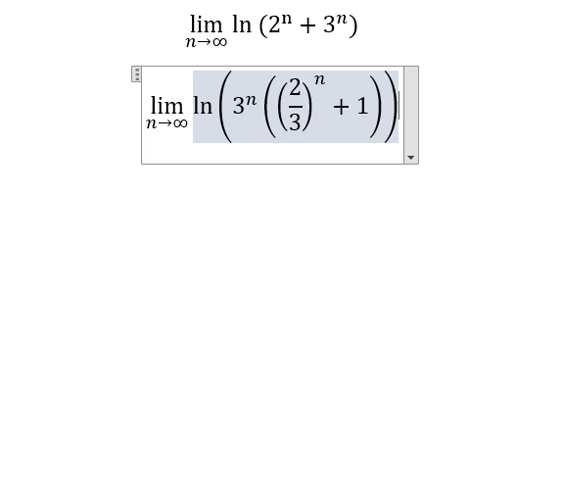 lim n→∞ ln (2ⁿ + 3ⁿ)
lim n→∞ ln(3ⁿ((2/3)ⁿ + 1))